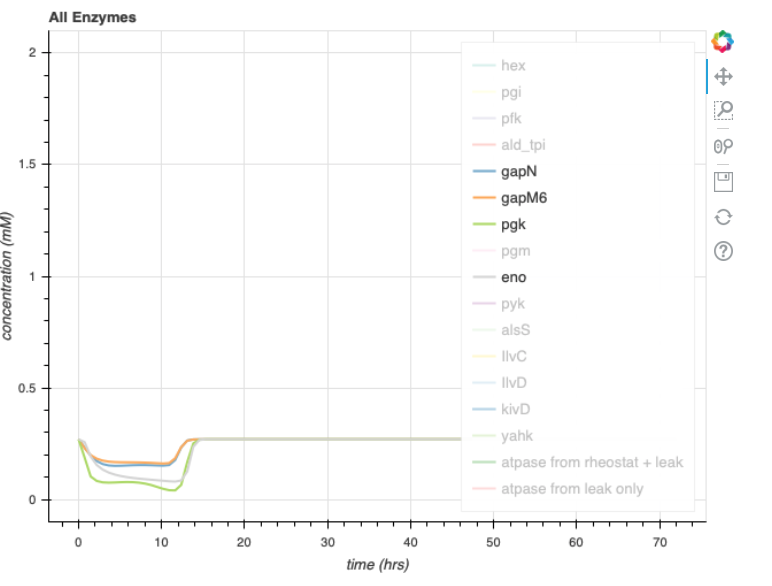 All Enzymes
2
1.5
1
0.5
0
concentration (mM)
hex
pgi
pfk
ald_tpi
gapN
gapM6
pgk
pgm
eno
pyk
alsS
IlvC
IlvD
kivD
yahk
atpase from rheostat + leak
atpase from leak only
0 10 20 30 40 50 60 70
time (hrs)